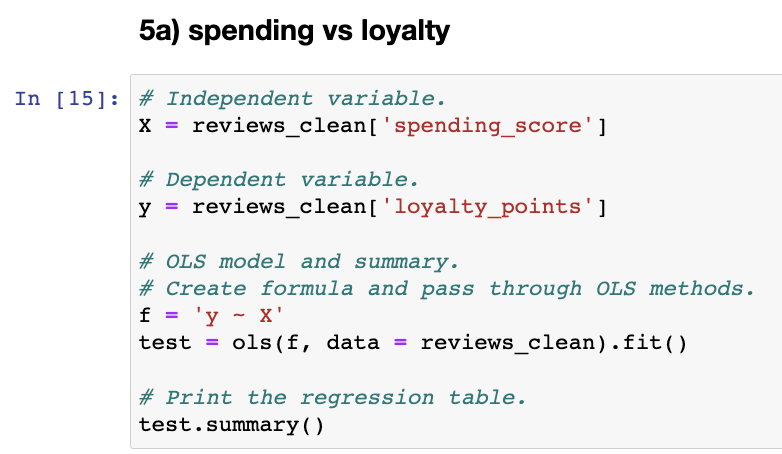 5a) spending vs loyalty
In [15]: # Independent variable.
X = reviews_clean['spending_score']
# Dependent variable.
y = reviews_clean['loyalty_points']
# OLS model and summary.
# Create formula and pass through OLS methods.
f = 'y ~ X'
test = ols(f, data = reviews_clean).fit()
# Print the regression table.
test.summary()